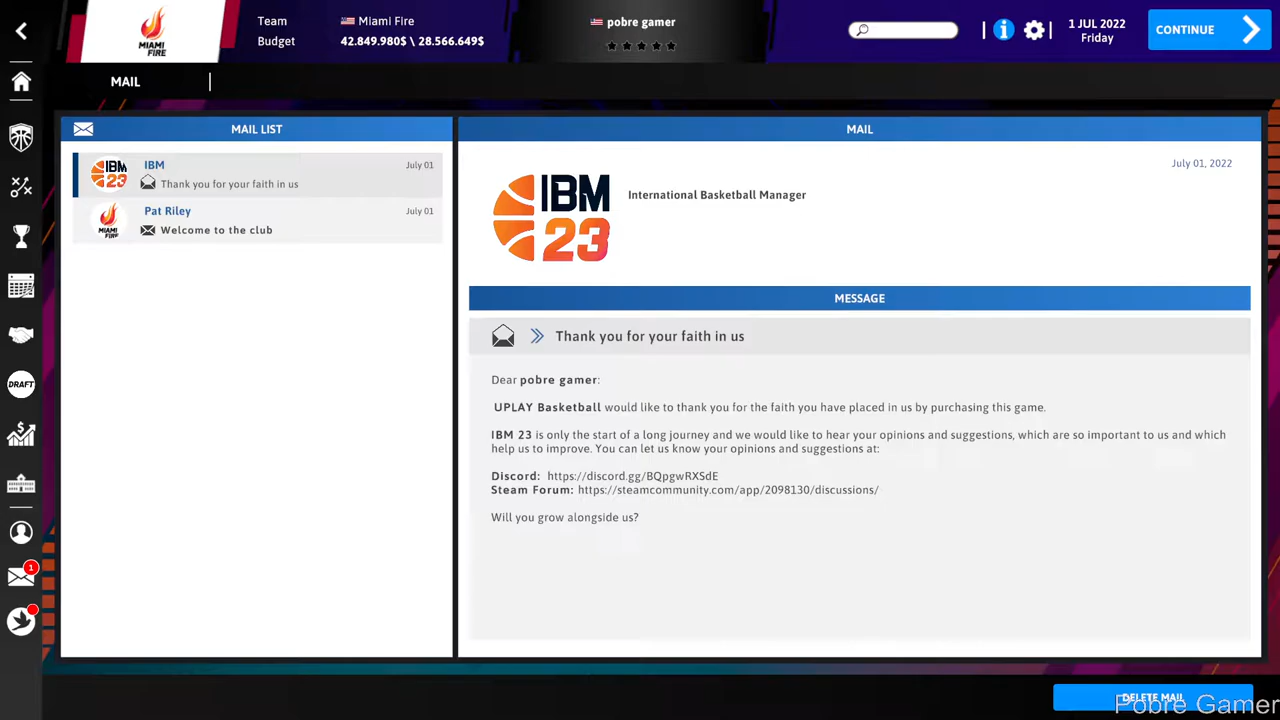 MIAMI
FIRE
Team
Miami Fire
Budget
42.849.980$ \ 28.566.649$
pobre gamer
1 JUL 2022
Friday
CONTINUE
MAIL
MAIL LIST
IBM
23
IBM
July 01
Thank you for your faith in us
MIAMI
FIRE
Pat Riley
July 01
Welcome to the club
DRAFT
1
MAIL
July 01, 2022
IBM
23
International Basketball Manager
MESSAGE
Thank you for your faith in us
Dear pobre gamer:
UPLAY Basketball would like to thank you for the faith you have placed in us by purchasing this game.
IBM 23 is only the start of a long journey and we would like to hear your opinions and suggestions, which are so important to us and which
help us to improve. You can let us know your opinions and suggestions at:
Discord: https://discord.gg/BQpgwRXSdE
Steam Forum: https://steamcommunity.com/app/2098130/discussions/
Will you grow alongside us?
DELETE MAIL
Pobre Gamer